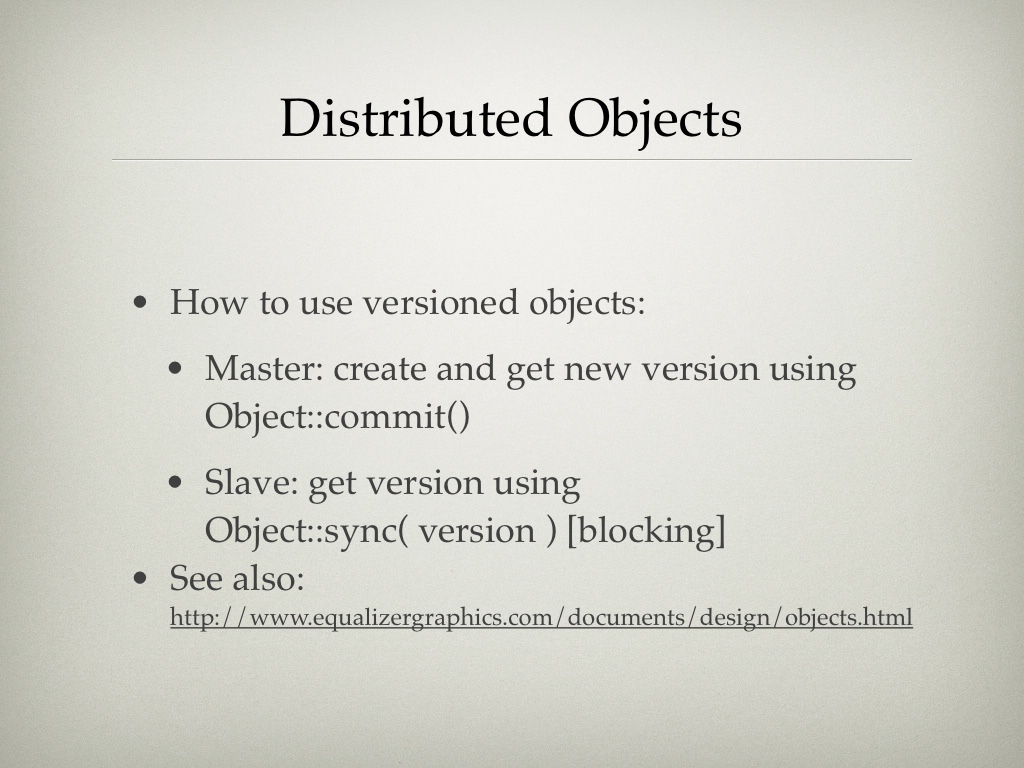 Distributed Objects
• How to use versioned objects:
• Master: create and get new version using
Object::commit()
• Slave: get version using
Object::sync( version ) [blocking]
• See also:
http://www.equalizergraphics.com/documents/design/objects.html